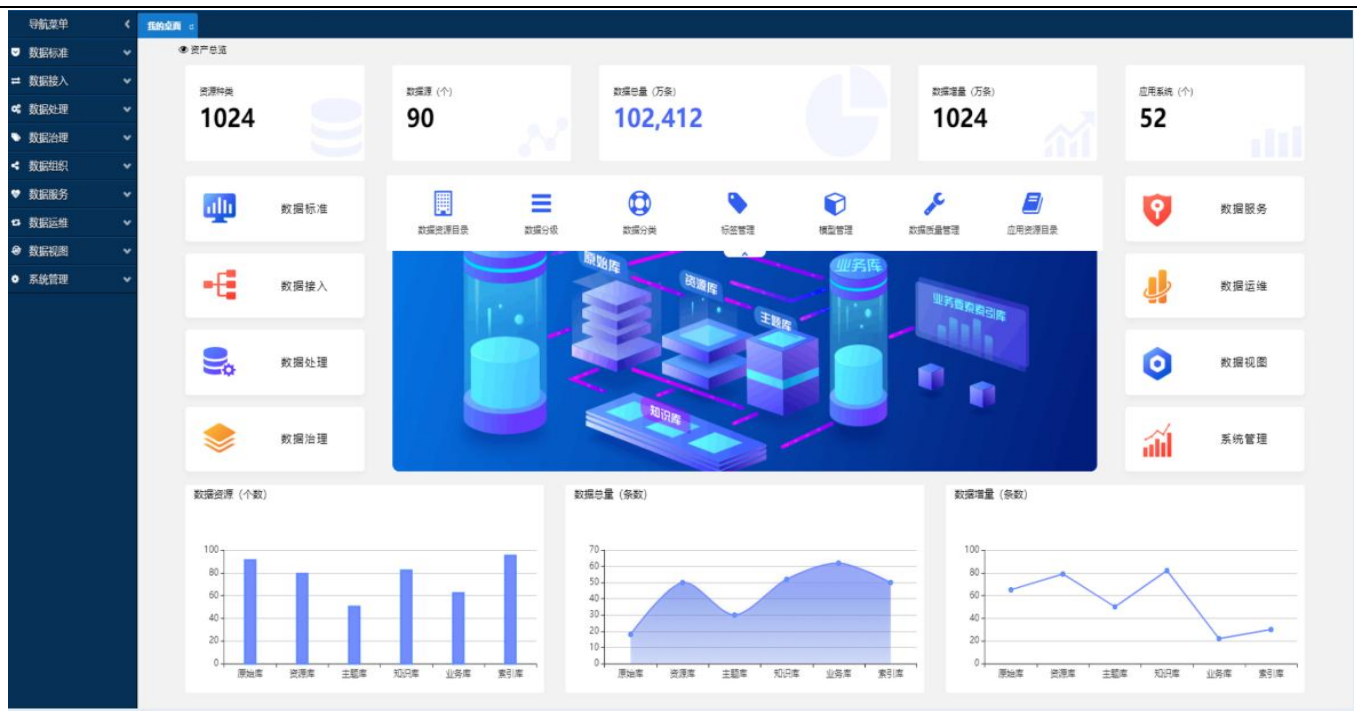 导航菜单
我的桌面
数据标准
数据接入
数据处理
数据治理
数据组织
数据服务
数据运维
数据视图
系统管理
资产总览
资源种类
1024
数据源（个）
90
数据总量（万条）
102,412
数据增量（万条）
1024
应用系统（个）
52
数据标准
数据接入
数据处理
数据治理
数据资源目录
数据分级
数据分类
标签管理
模型管理
数据质量管理
应用资源目录
原始库
资源库
主题库
业务库
业务要素索引库
知识库
数据服务
数据运维
数据视图
系统管理
数据资源（个数）
100
80
60
40
20
0
原始库 资源库 主题库 知识库 业务库 索引库
数据总量（条数）
70
60
50
40
30
20
10
0
原始库 资源库 主题库 知识库 业务库 索引库
数据增量（条数）
100
80
60
40
20
0
原始库 资源库 主题库 知识库 业务库 索引库